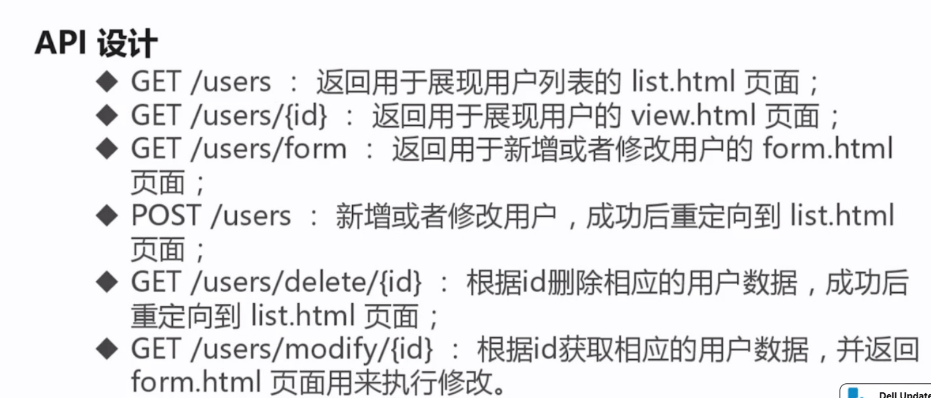 API 设计
◆ GET /users ： 返回用于展现用户列表的 list.html 页面；
◆ GET /users/{id} ： 返回用于展现用户的 view.html 页面；
◆ GET /users/form ： 返回用于新增或者修改用户的 form.html
页面；
◆ POST /users ： 新增或者修改用户，成功后重定向到 list.html
页面；
◆ GET /users/delete/{id} ： 根据id删除相应的用户数据，成功后
重定向到 list.html 页面；
◆ GET /users/modify/{id} ： 根据id获取相应的用户数据，并返回
form.html 页面用来执行修改。
Dell Update